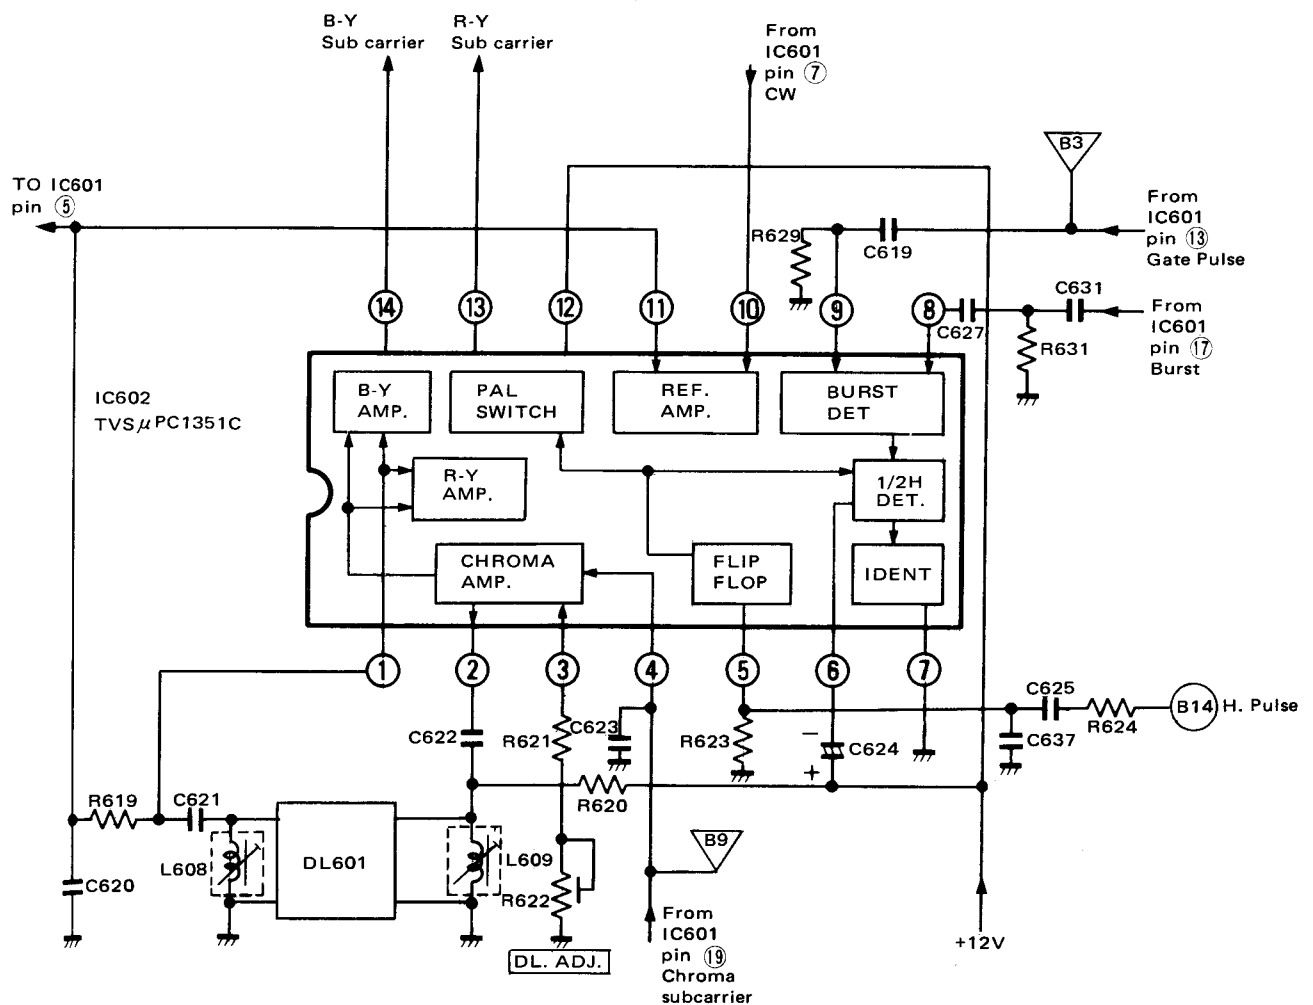 B-Y
Sub carrier
R-Y
Sub carrier
From
IC601
pin ⑦
CW
B3
TO IC601
pin ⑤
From
IC601
pin ⑬
Gate Pulse
R629
C619
14
13
12
11
10
9
8
C627
C631
R631
From
IC601
pin ⑰
Burst
IC602
TVSμPC1351C
B-Y
AMP.
PAL
SWITCH
REF.
AMP.
BURST
DET
R-Y
AMP.
1/2H
DET.
CHROMA
AMP.
FLIP
FLOP
IDENT
1
2
3
4
5
6
7
C622
R621
C623
R623
−
+
C624
C625
C637
R624
B14
H. Pulse
R619
C621
R620
L608
DL601
L609
R622
B9
C620
DL. ADJ.
From
IC601
pin ⑲
Chroma
subcarrier
+12V